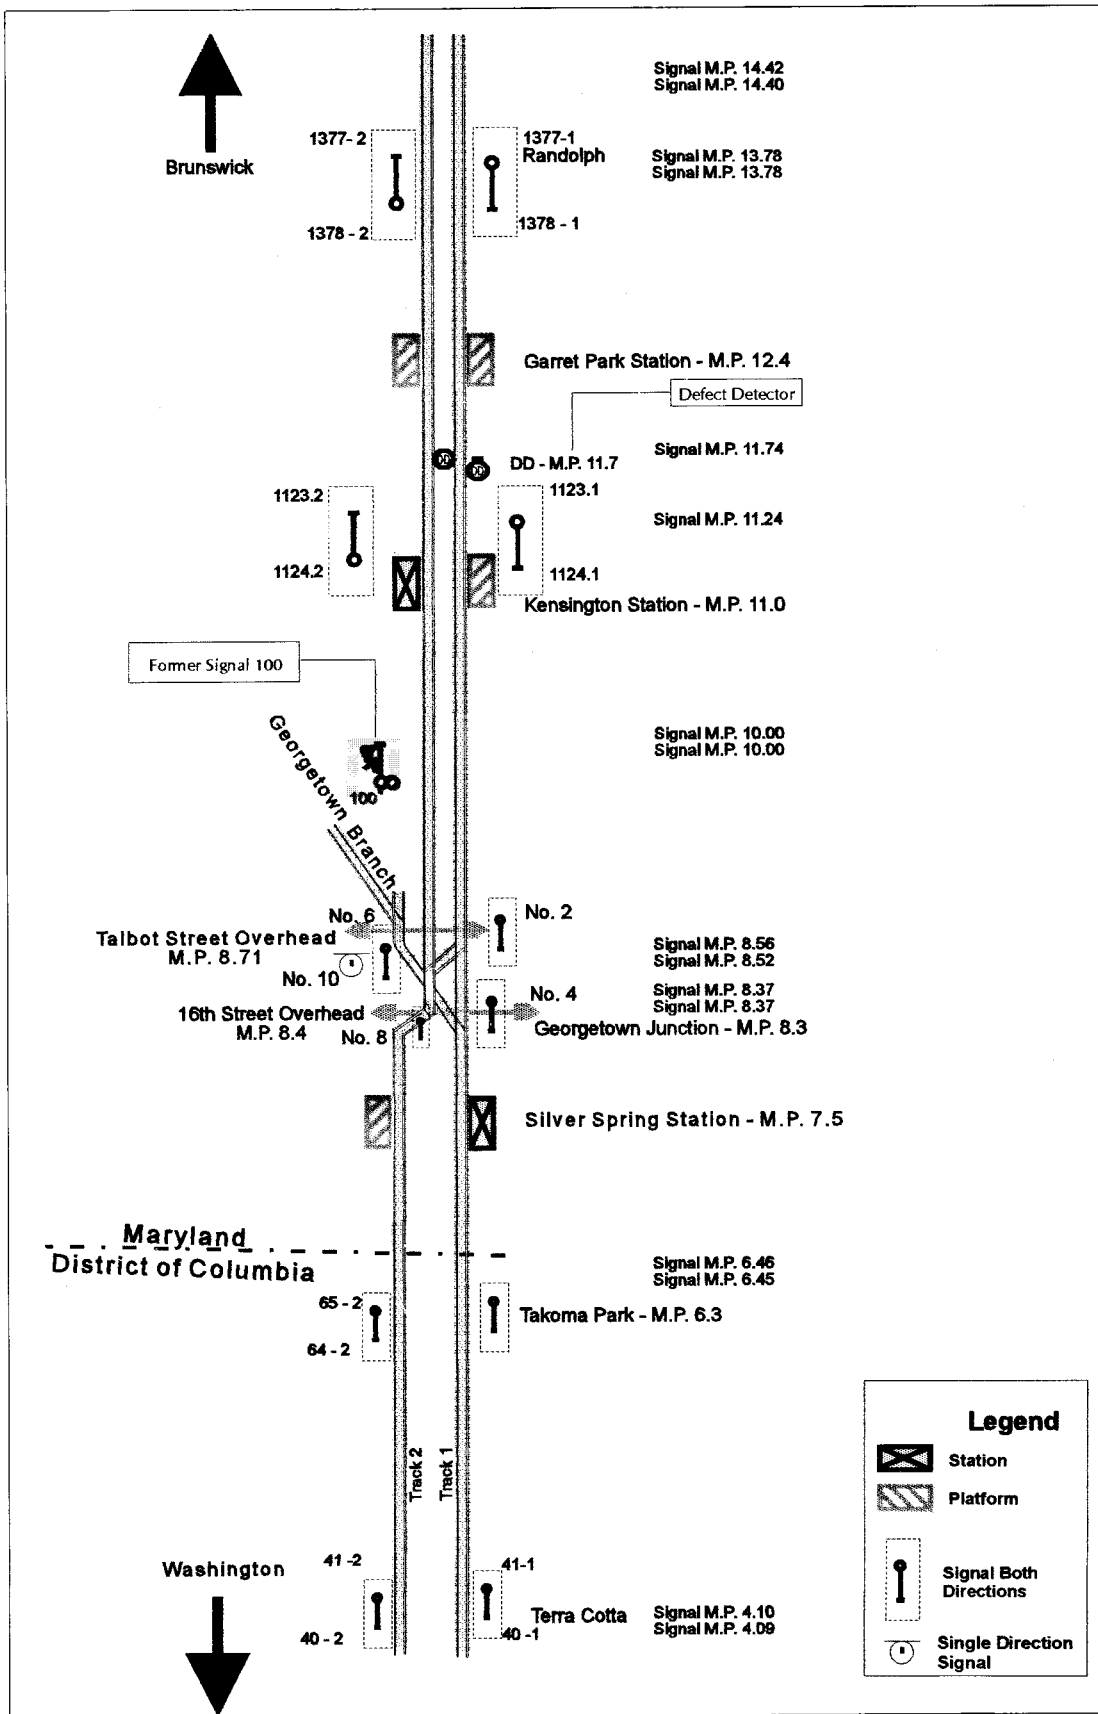 Signal M.P. 14.42
Signal M.P. 14.40
Brunswick
1377- 2
1377-1
Randolph
Signal M.P. 13.78
Signal M.P. 13.78
1378 - 2
1378 - 1
Garret Park Station - M.P. 12.4
Defect Detector
DD
DD
DD - M.P. 11.7
Signal M.P. 11.74
1123.2
1123.1
Signal M.P. 11.24
1124.2
1124.1
Kensington Station - M.P. 11.0
Former Signal 100
Georgetown Branch
100
Signal M.P. 10.00
Signal M.P. 10.00
No. 6
No. 2
Talbot Street Overhead
M.P. 8.71
No. 10
Signal M.P. 8.56
Signal M.P. 8.52
No. 4
Signal M.P. 8.37
Signal M.P. 8.37
16th Street Overhead
M.P. 8.4
No. 8
Georgetown Junction - M.P. 8.3
Silver Spring Station - M.P. 7.5
Maryland
District of Columbia
Signal M.P. 6.46
Signal M.P. 6.45
65 - 2
64 - 2
Takoma Park - M.P. 6.3
Track 2
Track 1
Washington
41 -2
41-1
40 - 2
40 -1
Terra Cotta
Signal M.P. 4.10
Signal M.P. 4.09
Legend
Station
Platform
Signal Both
Directions
Single Direction
Signal